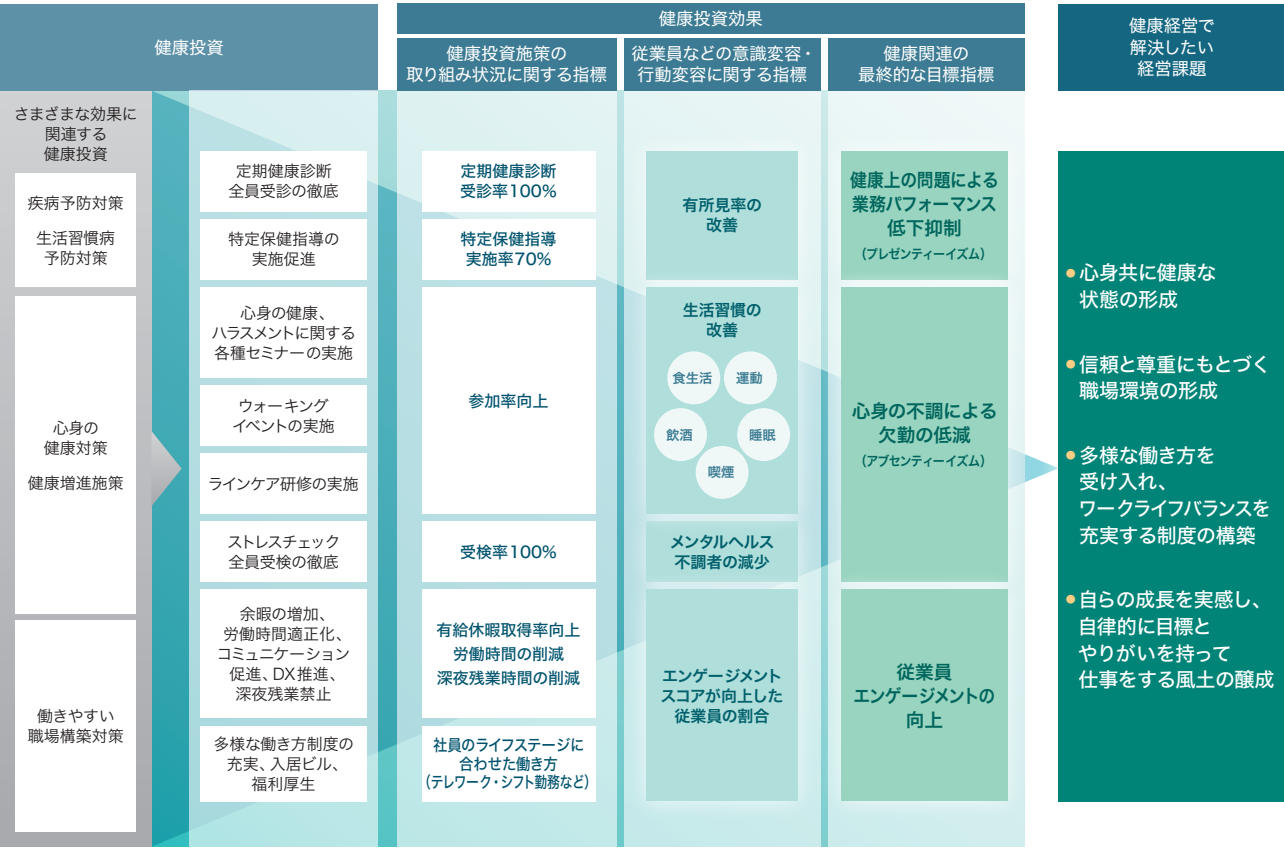 健康投資
健康投資効果
健康投資施策の
取り組み状況に関する指標
従業員などの意識変容・
行動変容に関する指標
健康関連の
最終的な目標指標
健康経営で
解決したい
経営課題
さまざまな効果に
関連する
健康投資
疾病予防対策
生活習慣病
予防対策
心身の
健康対策
健康増進施策
働きやすい
職場構築対策
定期健康診断
全員受診の徹底
特定保健指導の
実施促進
心身の健康、
ハラスメントに関する
各種セミナーの実施
ウォーキング
イベントの実施
ラインケア研修の実施
ストレスチェック
全員受検の徹底
余暇の増加、
労働時間適正化、
コミュニケーション
促進、DX推進、
深夜残業禁止
多様な働き方制度の
充実、入居ビル、
福利厚生
定期健康診断
受診率100%
特定保健指導
実施率70%
参加率向上
受検率100%
有給休暇取得率向上
労働時間の削減
深夜残業時間の削減
社員のライフステージに
合わせた働き方
（テレワーク・シフト勤務など）
有所見率の
改善
生活習慣の
改善
食生活
運動
飲酒
睡眠
喫煙
メンタルヘルス
不調者の減少
エンゲージメント
スコアが向上した
従業員の割合
健康上の問題による
業務パフォーマンス
低下抑制
（プレゼンティーイズム）
心身の不調による
欠勤の低減
（アブセンティーイズム）
従業員
エンゲージメントの
向上
●心身共に健康な
状態の形成
●信頼と尊重にもとづく
職場環境の形成
●多様な働き方を
受け入れ、
ワークライフバランスを
充実する制度の構築
●自らの成長を実感し、
自律的に目標と
やりがいを持って
仕事をする風土の醸成